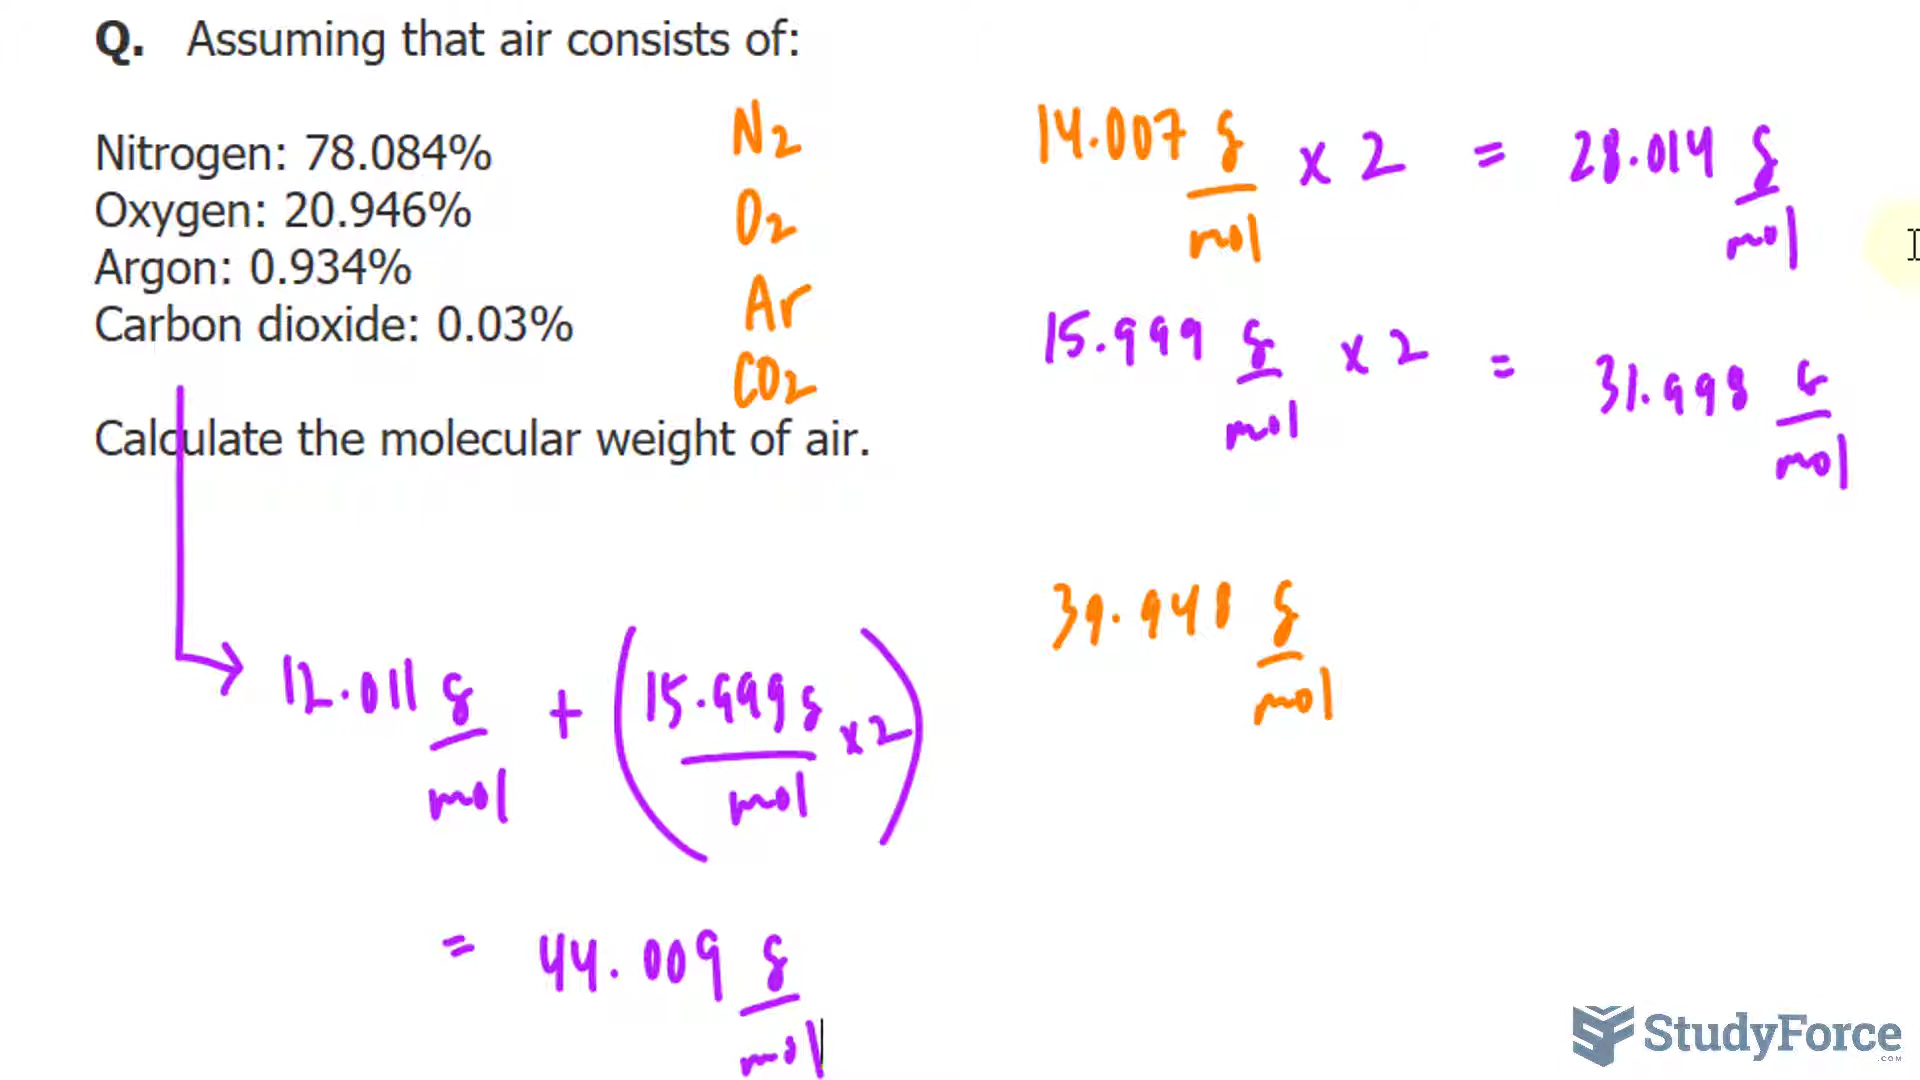 Q. Assuming that air consists of:
Nitrogen: 78.084%
Oxygen: 20.946%
Argon: 0.934%
Carbon dioxide: 0.03%
N2
O2
Ar
CO2
Calculate the molecular weight of air.
14.007 g/mol x 2 = 28.014 g/mol
15.999 g/mol x 2 = 31.998 g/mol
39.948 g/mol
12.011 g/mol + (15.999 g/mol x 2)
= 44.009 g/mol
StudyForce
.COM